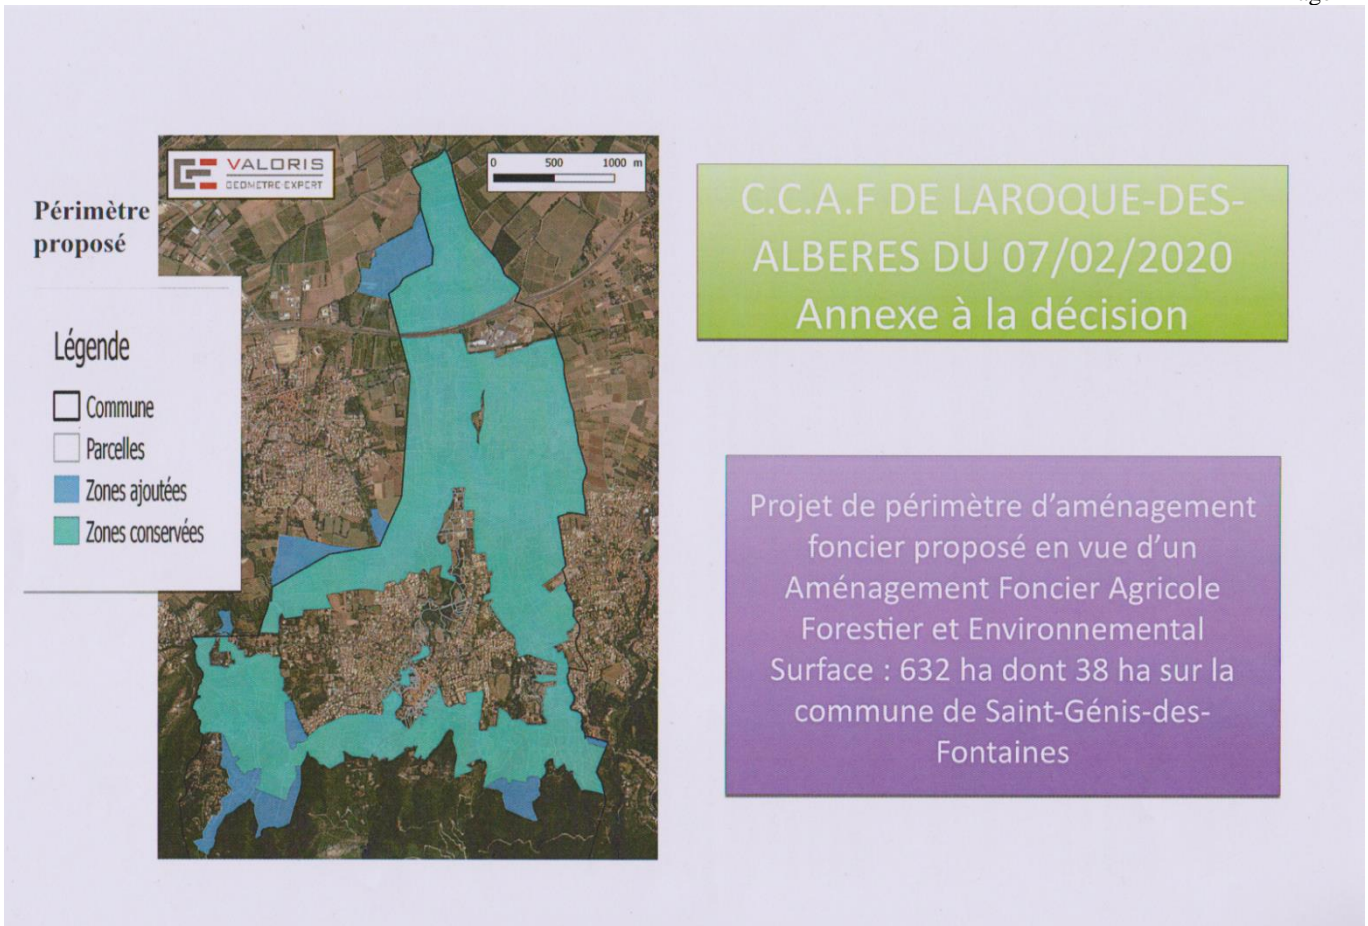 Périmètre
proposé
VALORIS
GEOMETRE-EXPERT
0 500 1000 m
Légende
Commune
Parcelles
Zones ajoutées
Zones conservées
C.C.A.F DE LAROQUE-DES-
ALBERES DU 07/02/2020
Annexe à la décision
Projet de périmètre d’aménagement
foncier proposé en vue d’un
Aménagement Foncier Agricole
Forestier et Environnemental
Surface : 632 ha dont 38 ha sur la
commune de Saint-Génis-des-
Fontaines